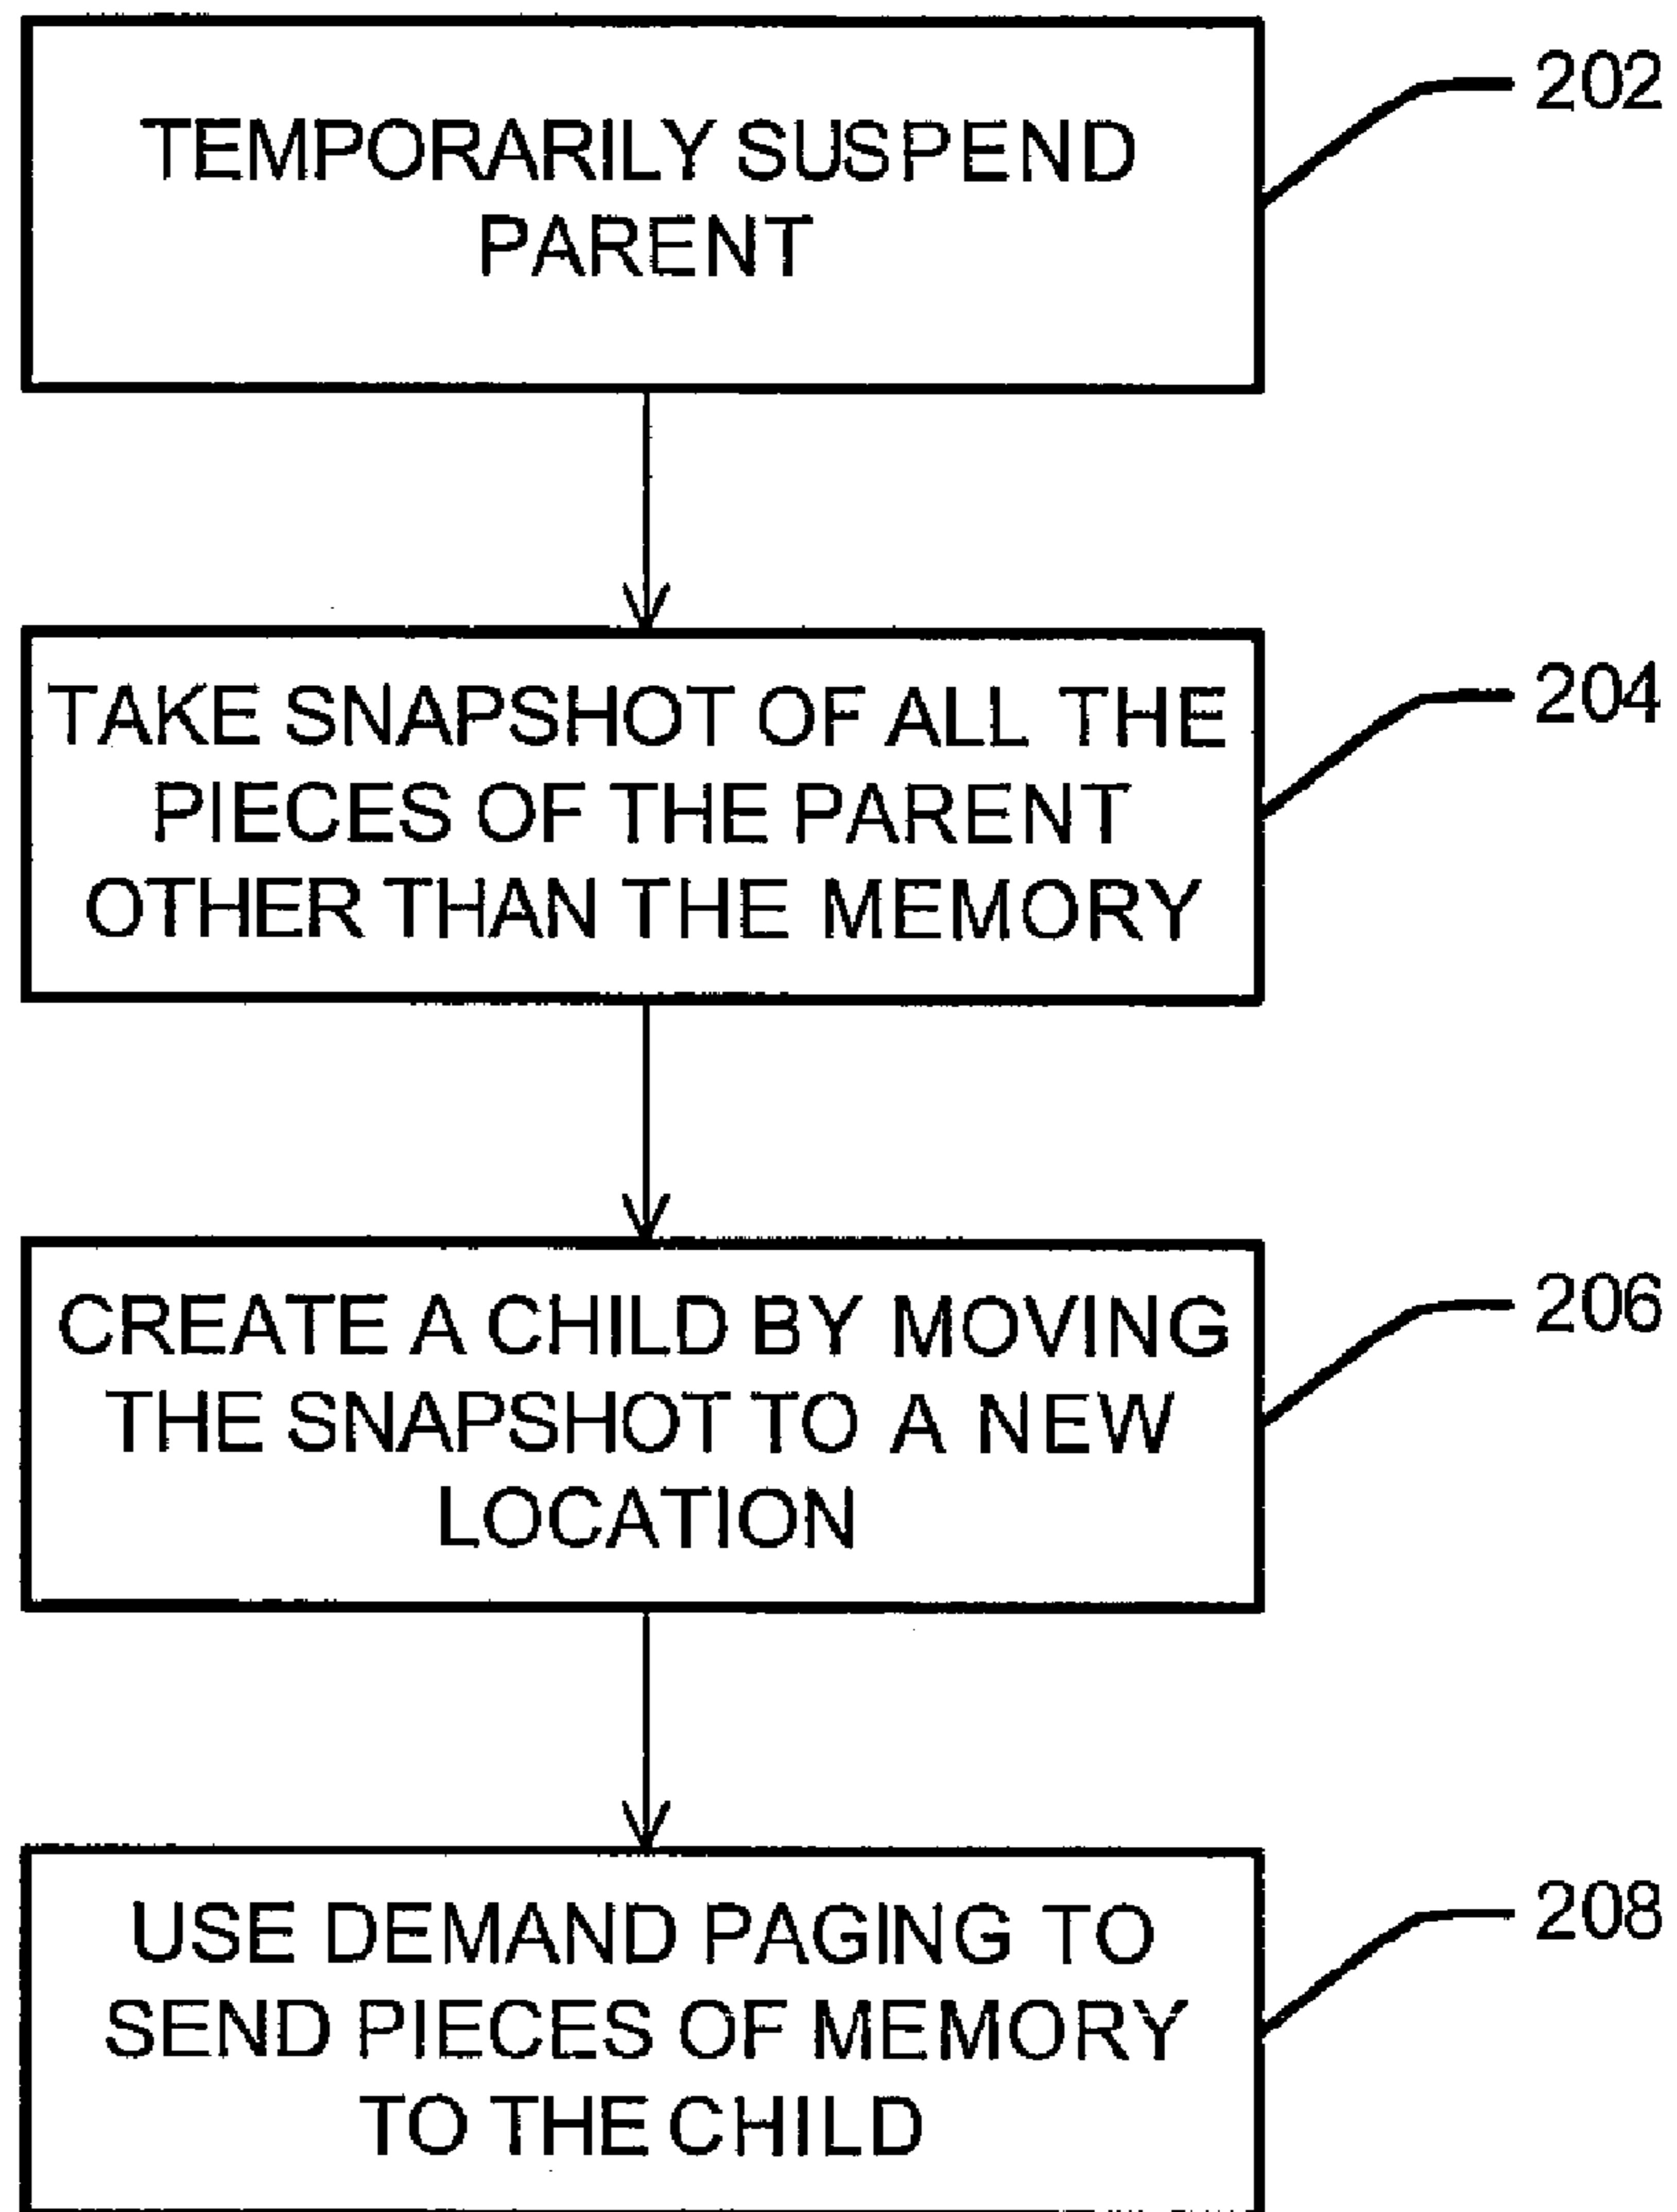 202
TEMPORARILY SUSPEND
PARENT
204
TAKE SNAPSHOT OF ALL THE
PIECES OF THE PARENT
OTHER THAN THE MEMORY
206
CREATE A CHILD BY MOVING
THE SNAPSHOT TO A NEW
LOCATION
208
USE DEMAND PAGING TO
SEND PIECES OF MEMORY
TO THE CHILD